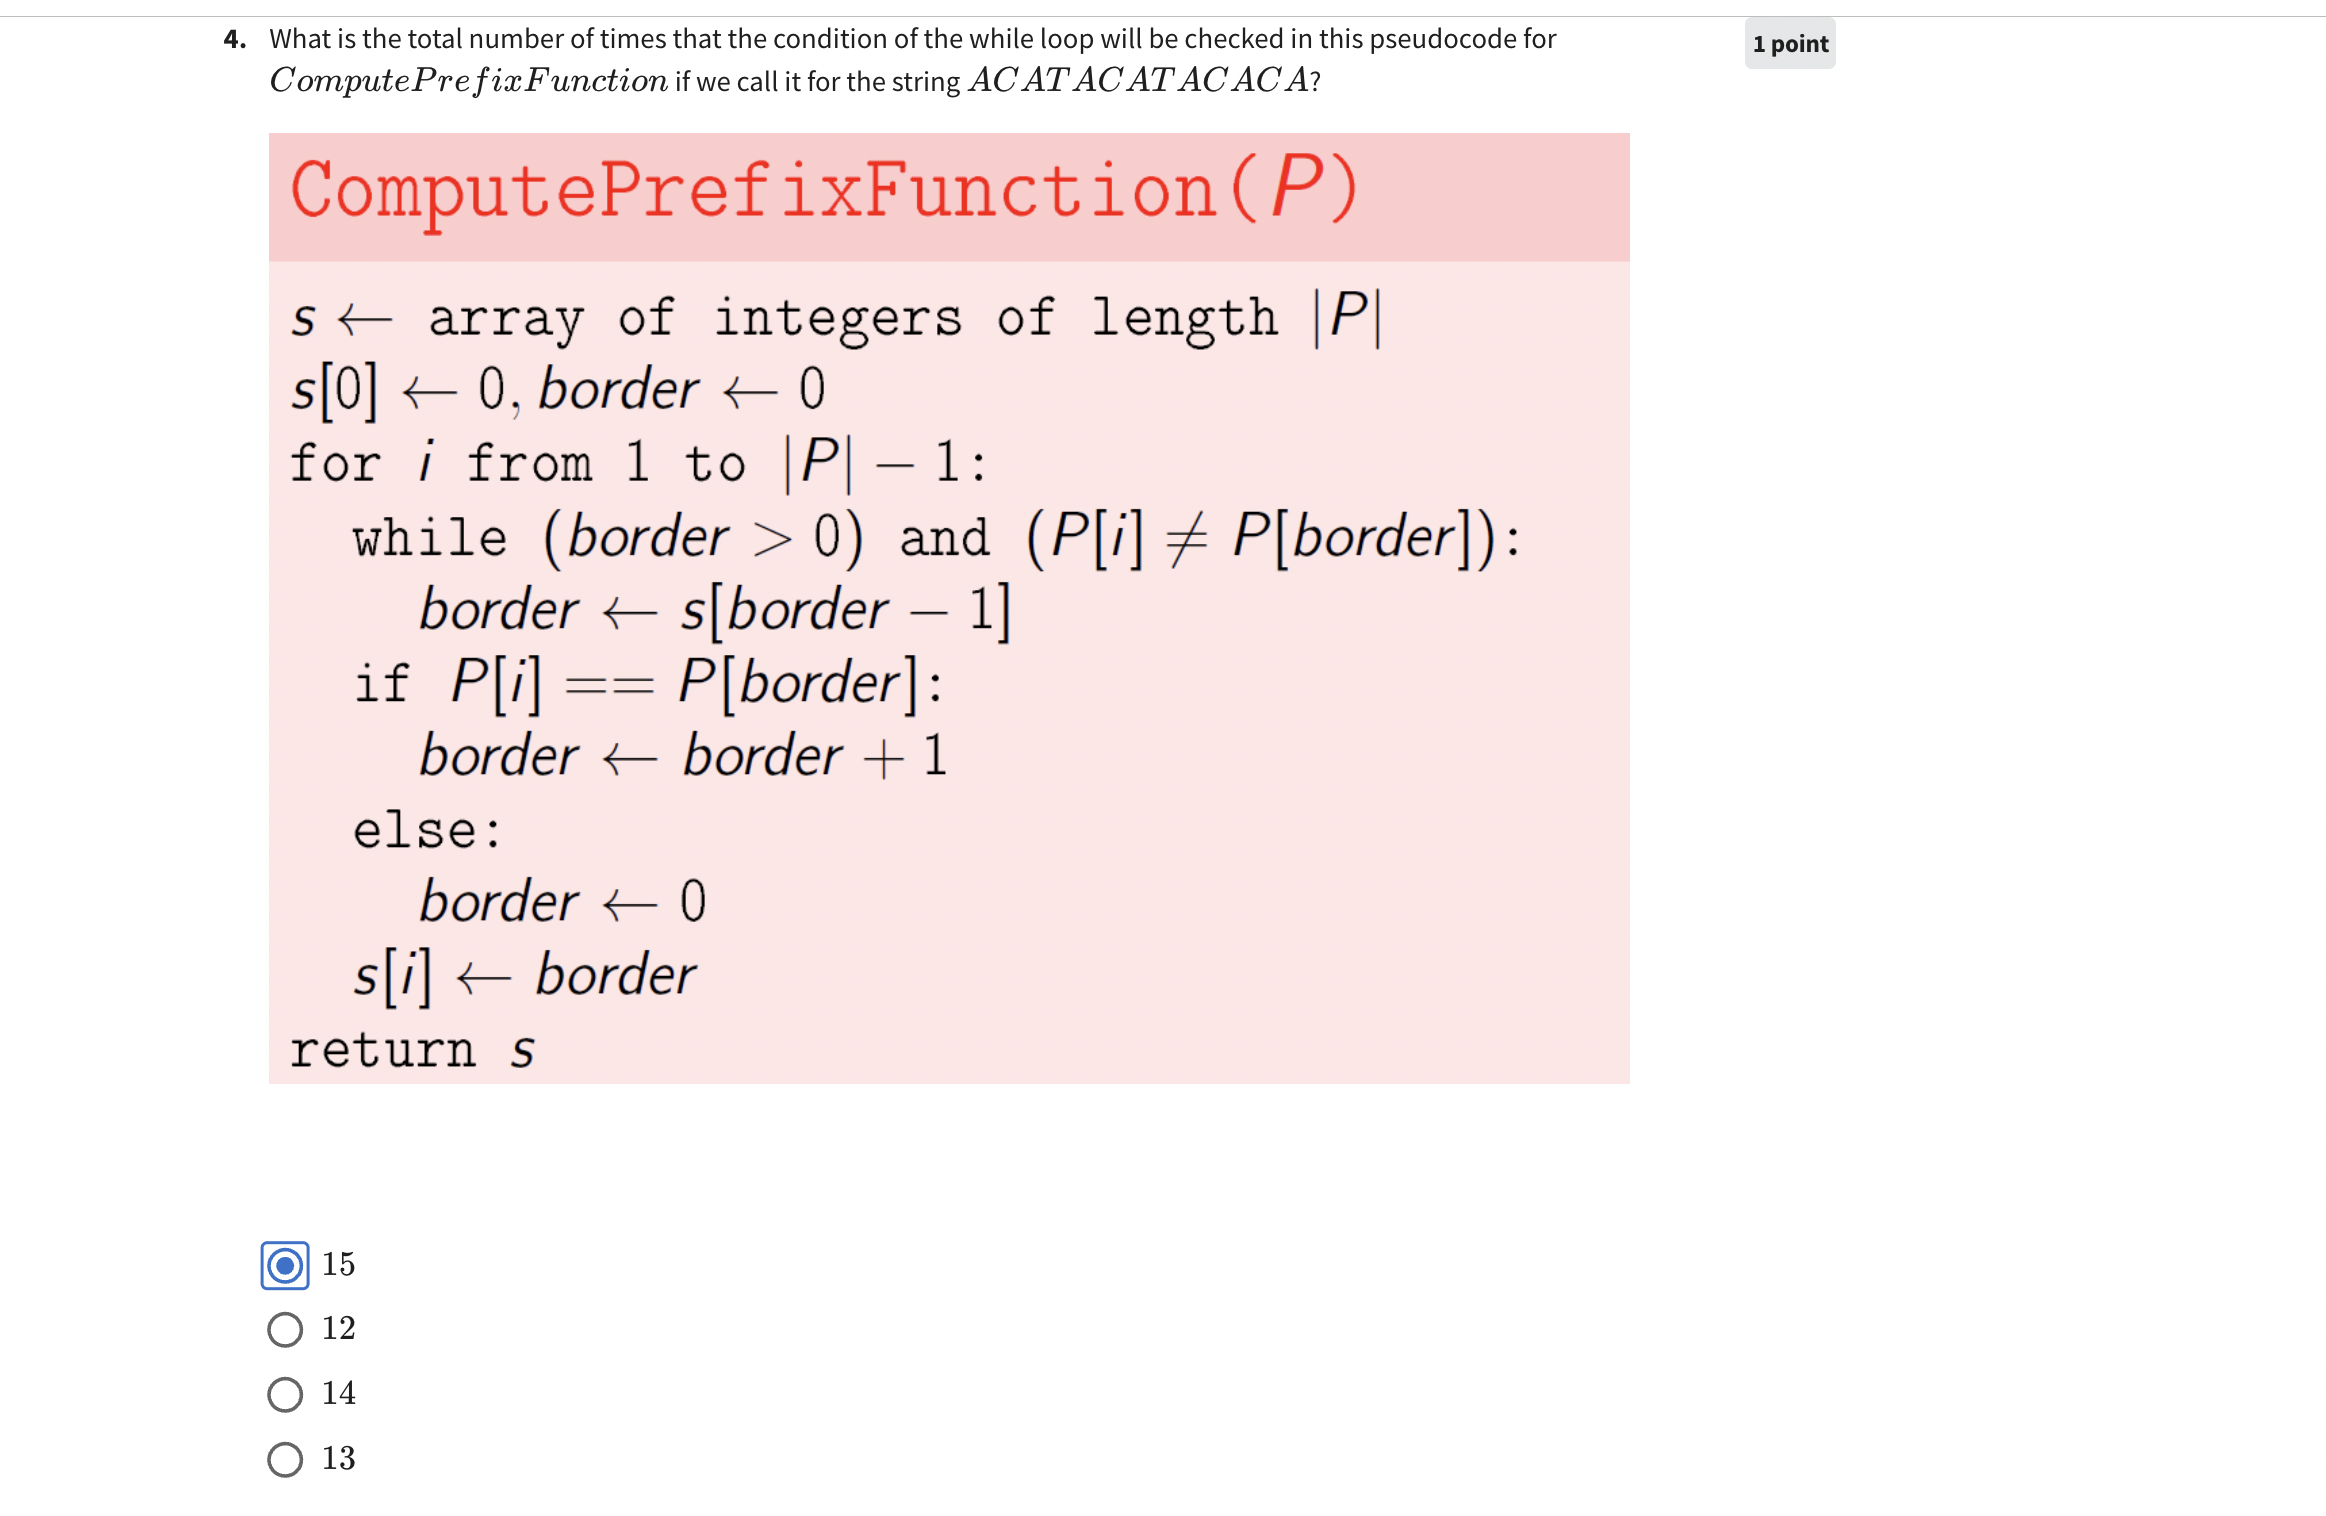 4. What is the total number of times that the condition of the while loop will be checked in this pseudocode for
ComputePrefixFunction if we call it for the string ACATACATACACA?
1 point
ComputePrefixFunction(P)
s ← array of integers of length |P|
s[0] ← 0, border ← 0
for i from 1 to |P| − 1:
while (border > 0) and (P[i] ≠ P[border]):
border ← s[border − 1]
if P[i] == P[border]:
border ← border + 1
else:
border ← 0
s[i] ← border
return s
15
12
14
13